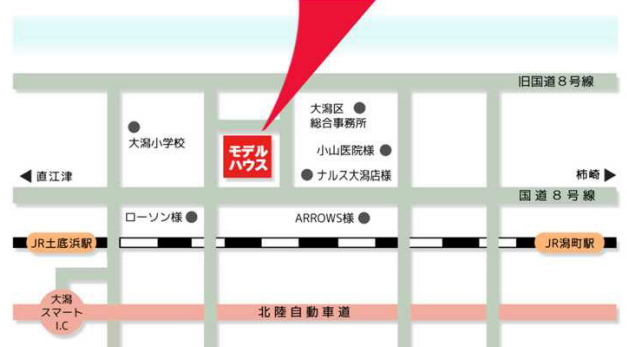 旧国道8号線
大潟区
総合事務所
大潟小学校
モデル
ハウス
小山医院様
直江津
ナルス大潟店様
柿崎
国道8号線
ローソン様
ARROWS様
JR土底浜駅
JR潟町駅
大潟
スマート
I.C
北陸自動車道